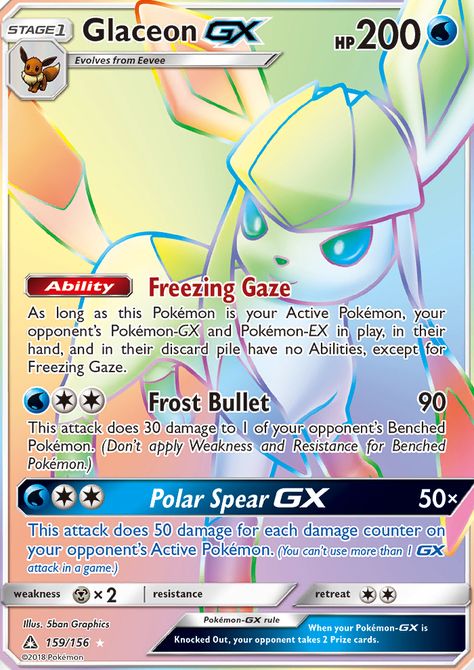 STAGE1 Glaceon GX HP200
Evolves from Eevee
Ability Freezing Gaze
As long as this Pokémon is your Active Pokémon, your
opponent's Pokémon-GX and Pokémon-EX in play, in their
hand, and in their discard pile have no Abilities, except for
Freezing Gaze.
Frost Bullet 90
This attack does 30 damage to 1 of your opponent's Benched
Pokémon. (Don't apply Weakness and Resistance for Benched
Pokémon.)
Polar Spear GX 50×
This attack does 50 damage for each damage counter on
your opponent's Active Pokémon. (You can't use more than 1 GX
attack in a game.)
weakness ×2 resistance retreat
Illus. 5ban Graphics
Pokémon-GX rule
When your Pokémon-GX is
Knocked Out, your opponent takes 2 Prize cards.
159/156
©2018 Pokémon